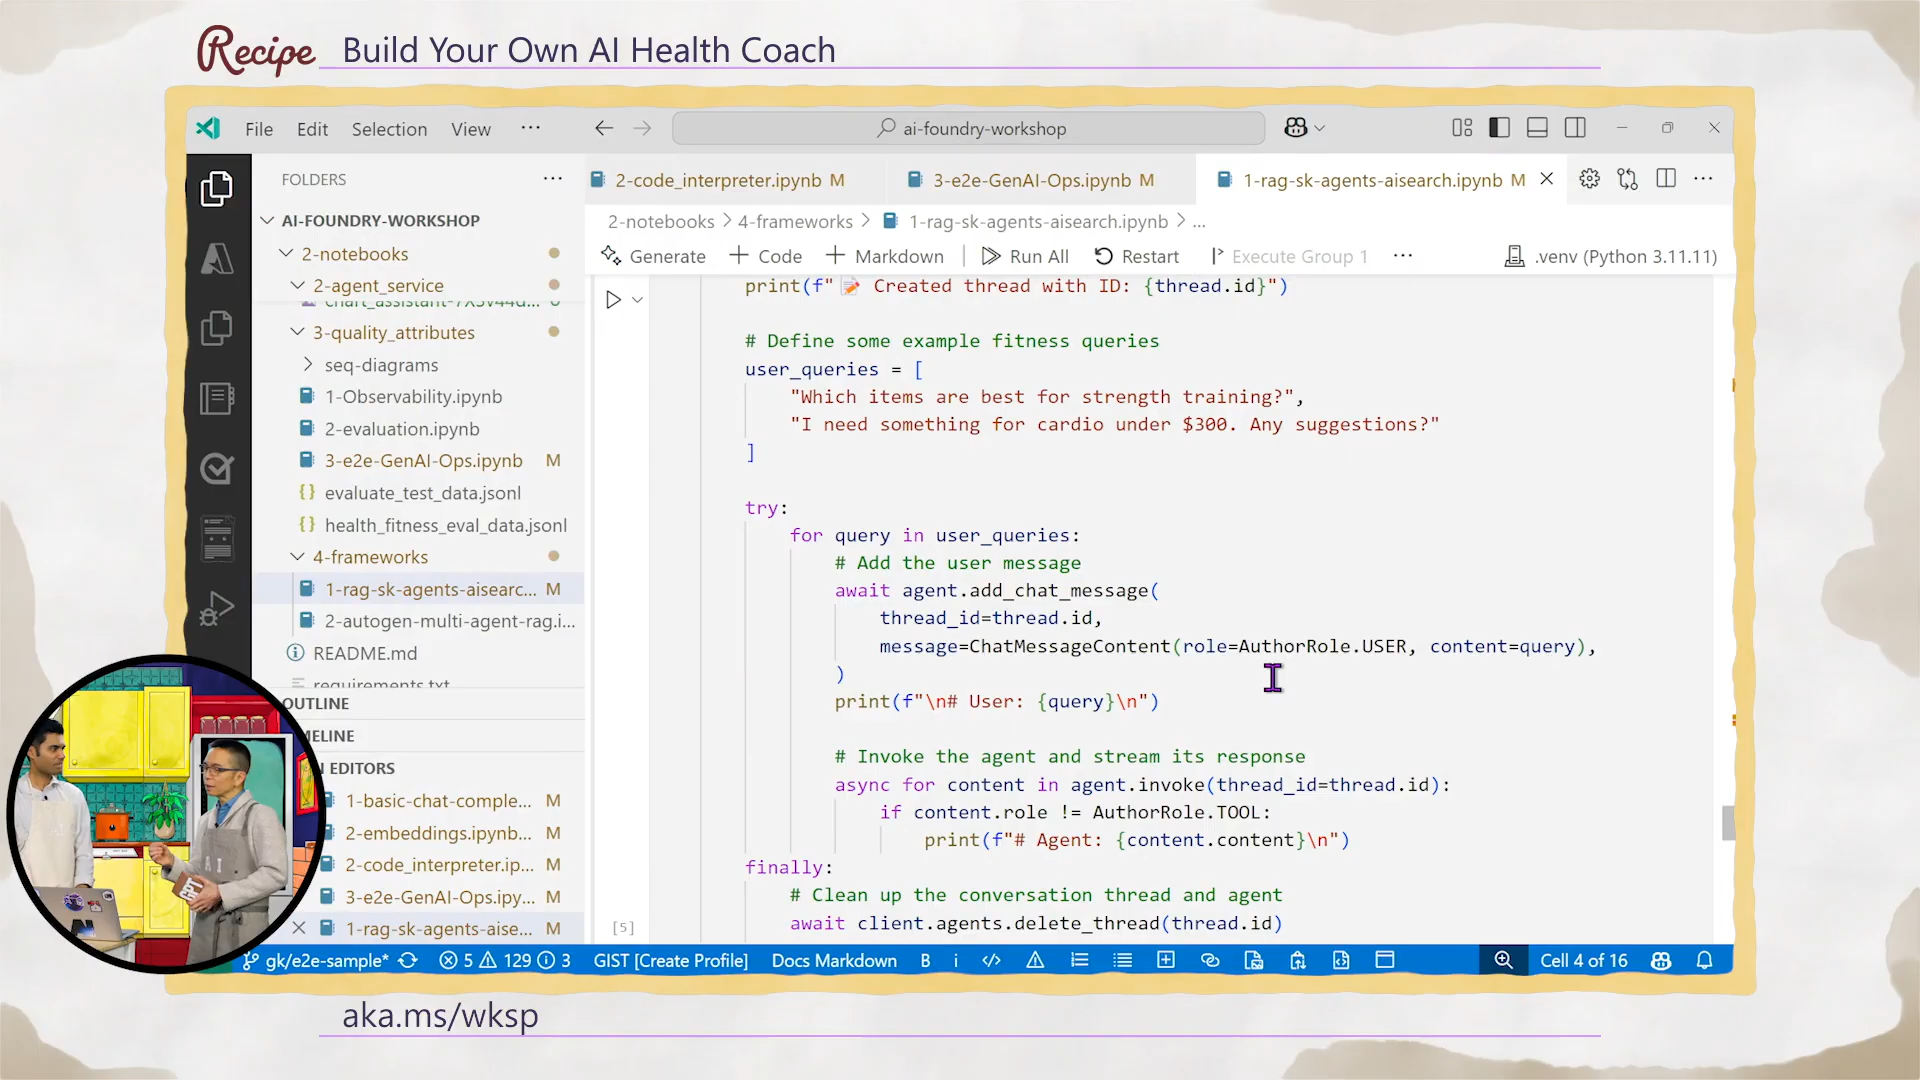 Recipe Build Your Own AI Health Coach
File Edit Selection View ··· ai-foundry-workshop
FOLDERS ···
2-code_interpreter.ipynb M 3-e2e-GenAI-Ops.ipynb M 1-rag-sk-agents-aisearch.ipynb M
2-notebooks > 4-frameworks > 1-rag-sk-agents-aisearch.ipynb > ...
Generate + Code + Markdown Run All Restart Execute Group 1 ··· .venv (Python 3.11.11)
AI-FOUNDRY-WORKSHOP
2-notebooks
2-agent_service
3-quality_attributes
seq-diagrams
1-Observability.ipynb
2-evaluation.ipynb
3-e2e-GenAI-Ops.ipynb M
{} evaluate_test_data.jsonl
{} health_fitness_eval_data.jsonl
4-frameworks
1-rag-sk-agents-aisearc... M
2-autogen-multi-agent-rag.i...
README.md
requirements.txt
OUTLINE
EDITORS
1-basic-chat-comple... M
2-embeddings.ipynb... M
2-code_interpreter.ip... M
3-e2e-GenAI-Ops.ipy... M
1-rag-sk-agents-aise... M
print(f"📝 Created thread with ID: {thread.id}")
# Define some example fitness queries
user_queries = [
"Which items are best for strength training?",
"I need something for cardio under $300. Any suggestions?"
]
try:
for query in user_queries:
# Add the user message
await agent.add_chat_message(
thread_id=thread.id,
message=ChatMessageContent(role=AuthorRole.USER, content=query),
)
print(f"\n# User: {query}\n")
# Invoke the agent and stream its response
async for content in agent.invoke(thread_id=thread.id):
if content.role != AuthorRole.TOOL:
print(f"# Agent: {content.content}\n")
finally:
# Clean up the conversation thread and agent
await client.agents.delete_thread(thread.id)
[5]
gk/e2e-sample* 5 129 3 GIST [Create Profile] Docs Markdown B i Cell 4 of 16
aka.ms/wksp